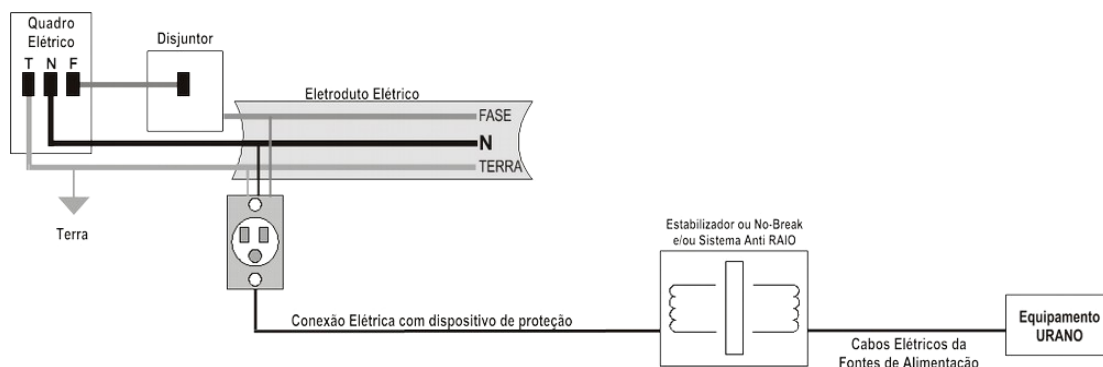 Quadro
Elétrico
T N F
Disjuntor
Eletroduto Elétrico
FASE
N
TERRA
Terra
Estabilizador ou No-Break
e/ou Sistema Anti RAIO
Conexão Elétrica com dispositivo de proteção
Cabos Elétricos da
Fontes de Alimentação
Equipamento
URANO